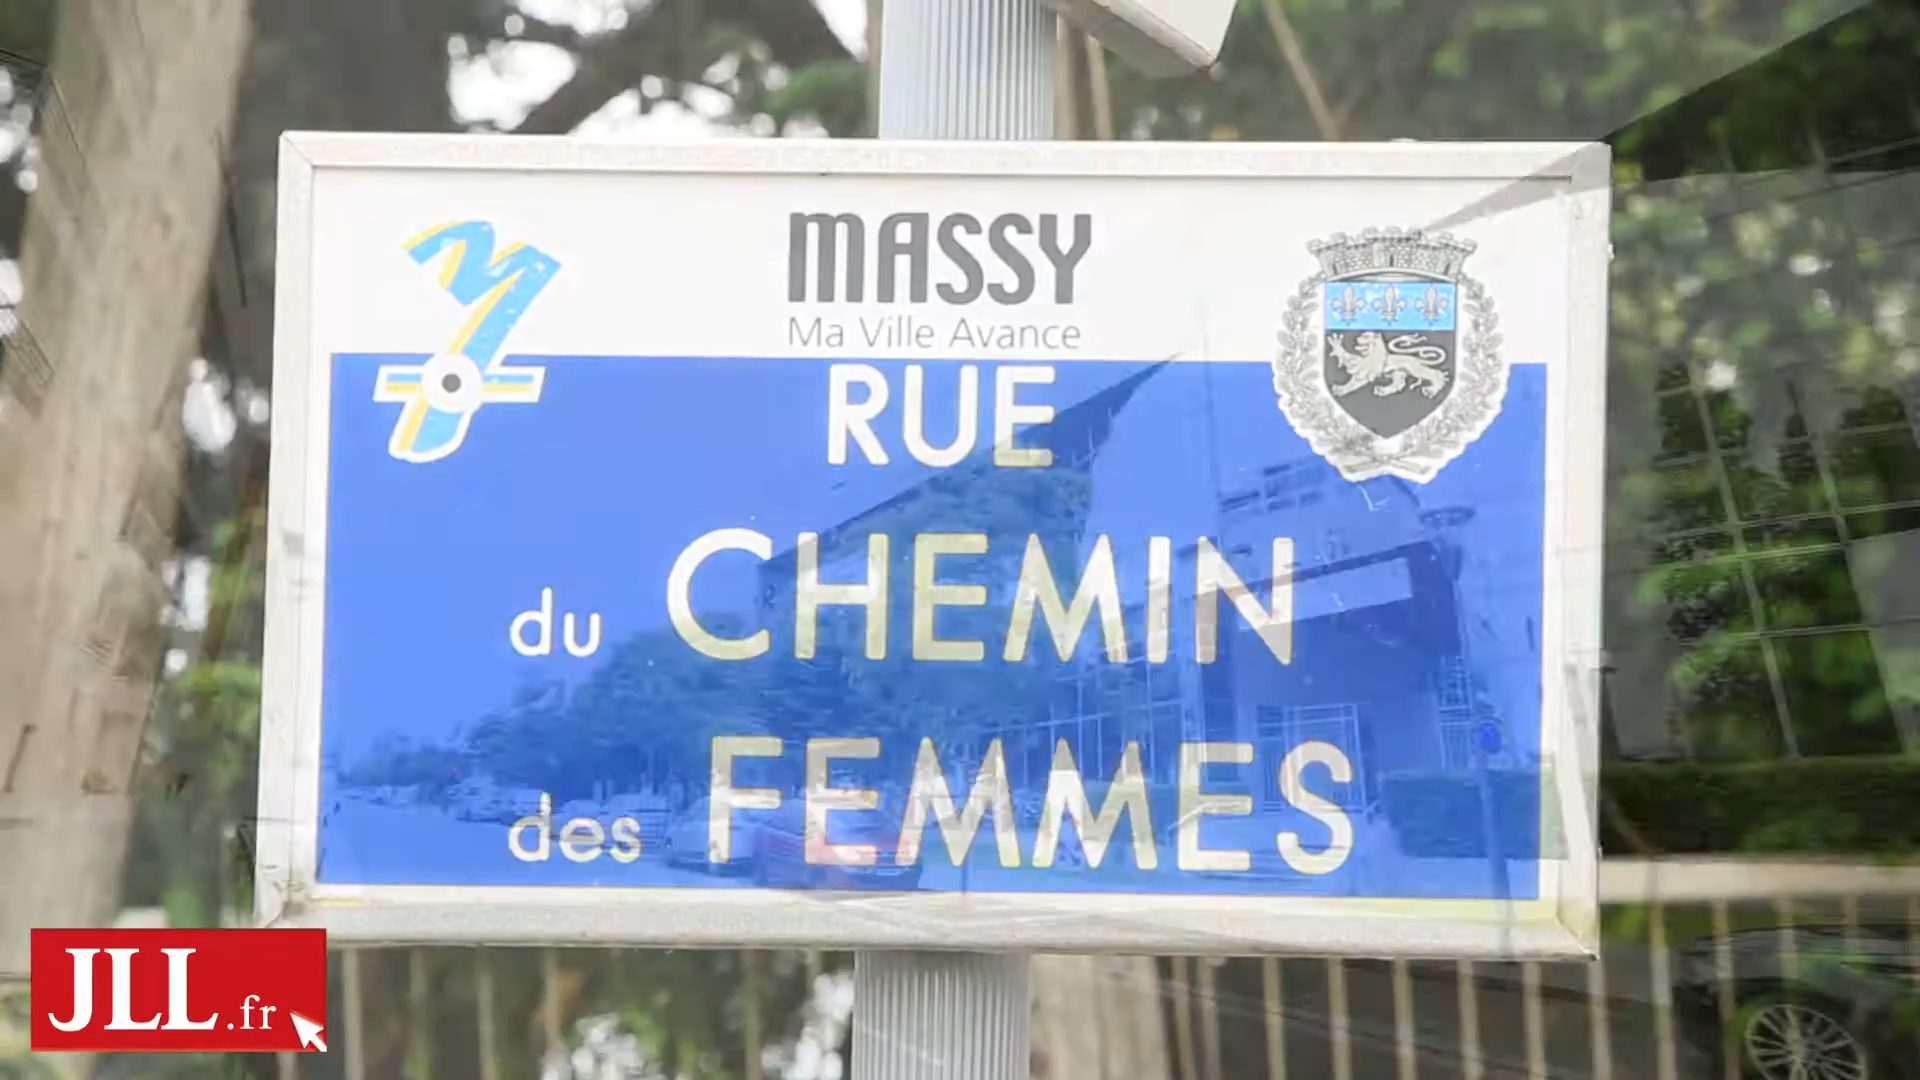 MASSY
Ma Ville Avance
RUE
du CHEMIN
des FEMMES
JLL.fr